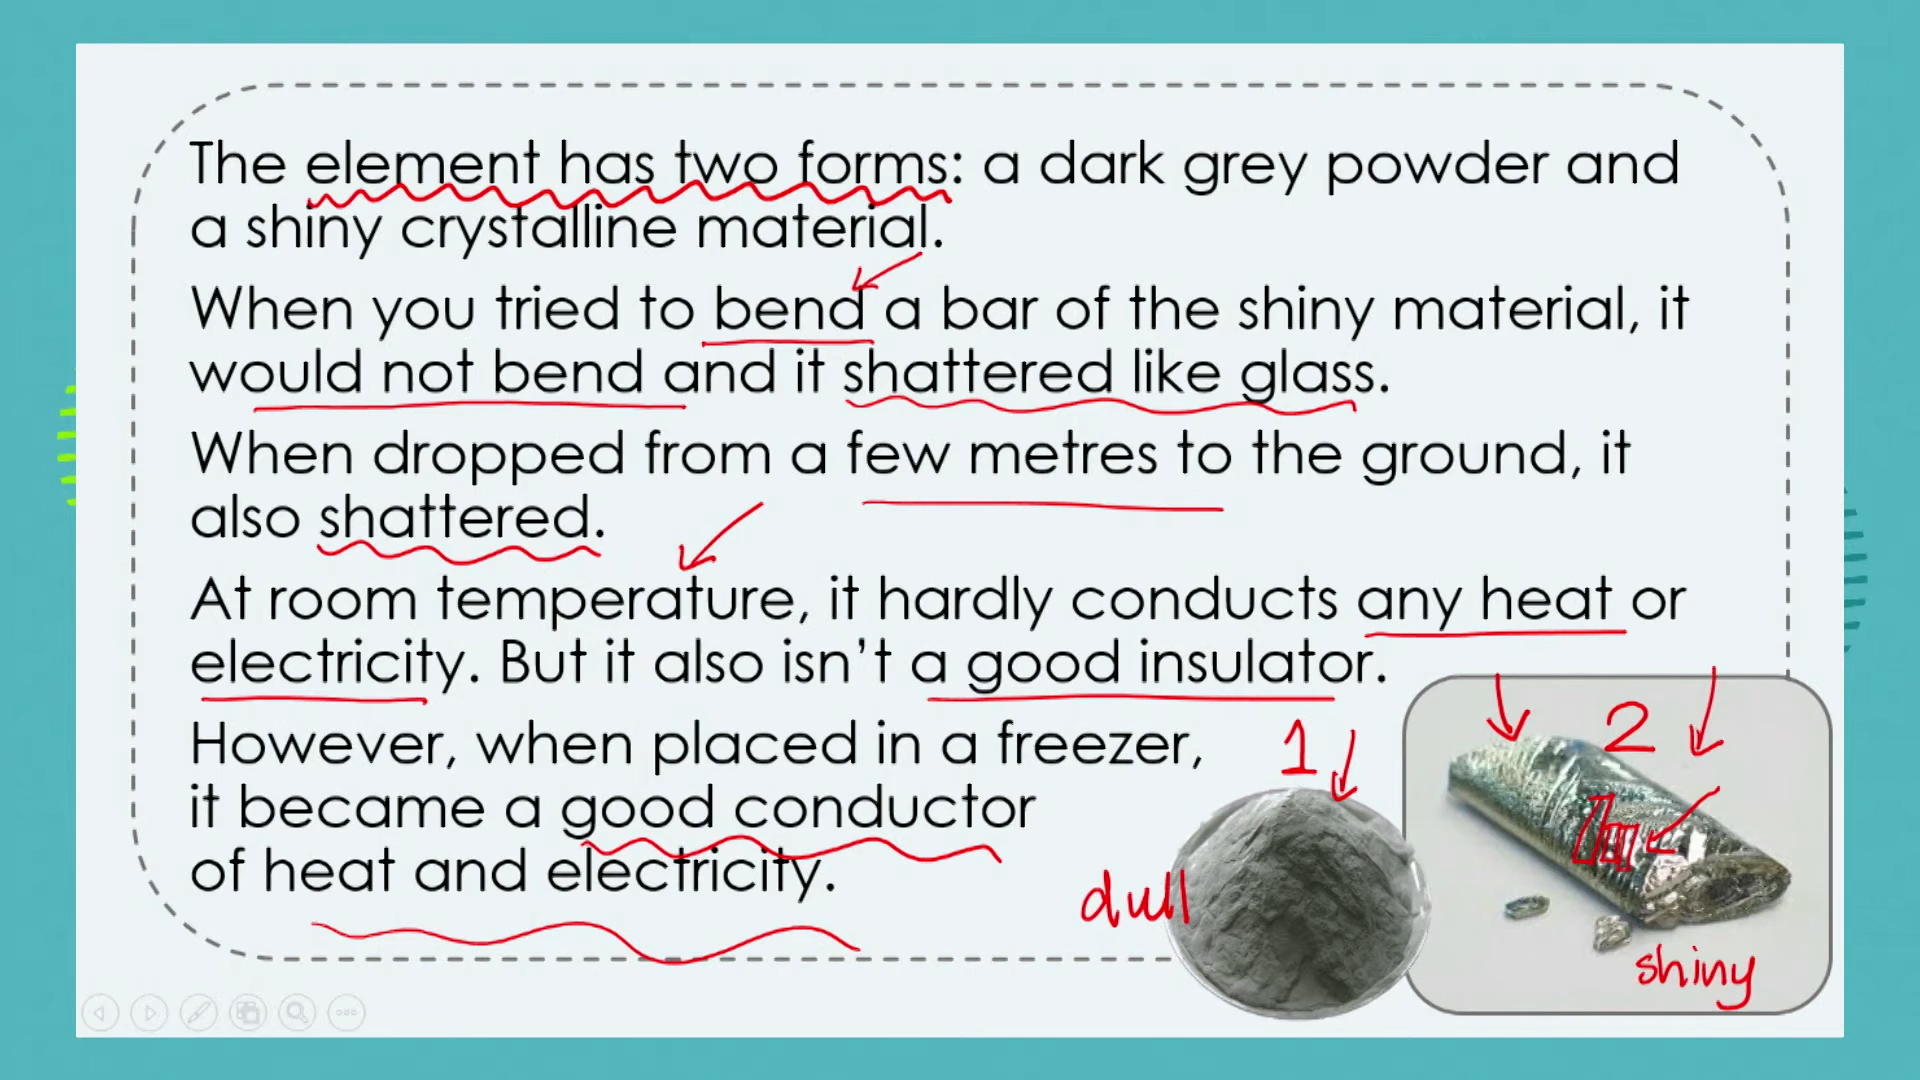 The element has two forms: a dark grey powder and
a shiny crystalline material.
When you tried to bend a bar of the shiny material, it
would not bend and it shattered like glass.
When dropped from a few metres to the ground, it
also shattered.
At room temperature, it hardly conducts any heat or
electricity. But it also isn’t a good insulator.
However, when placed in a freezer,
it became a good conductor
of heat and electricity.
1
2
dull
shiny